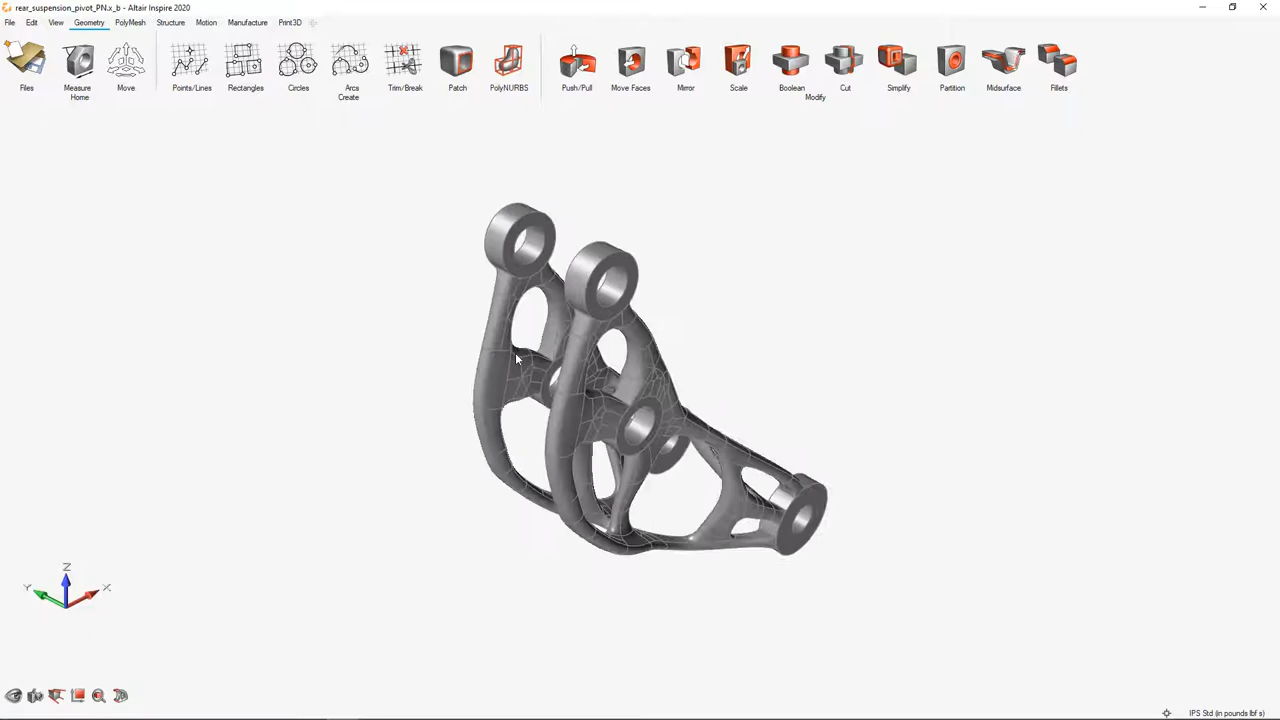 rear_suspension_pivot_PN.x_b - Altair Inspire 2020
File Edit View Geometry PolyMesh Structure Motion Manufacture Print3D
Files Measure Move Points/Lines Rectangles Circles Arcs Trim/Break Patch PolyNURBS Push/Pull Move Faces Mirror Scale Boolean Cut Simplify Partition Midsurface Fillets
Home Create Modify
Z
Y X
IPS Std (in pounds lbf s)